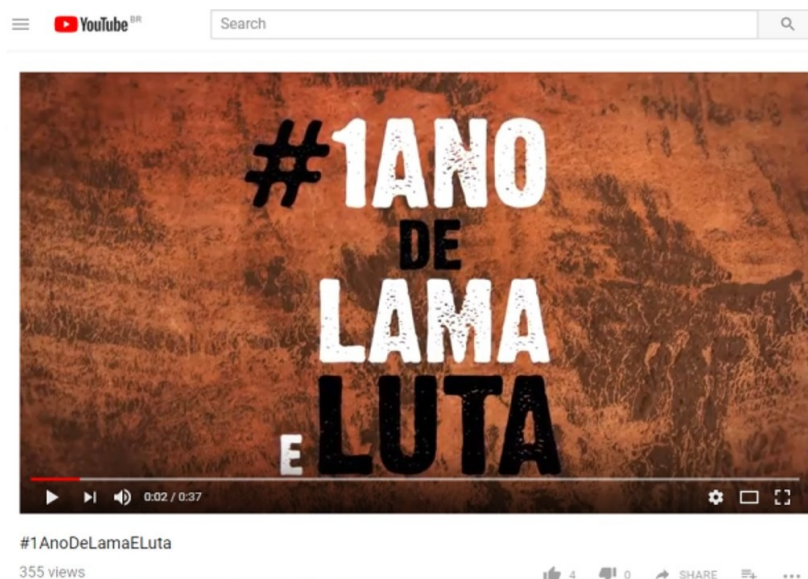 YouTube BR
Search
#1ANO
DE
LAMA
E LUTA
0:02 / 0:37
#1AnoDeLamaELuta
355 views
4
0
SHARE